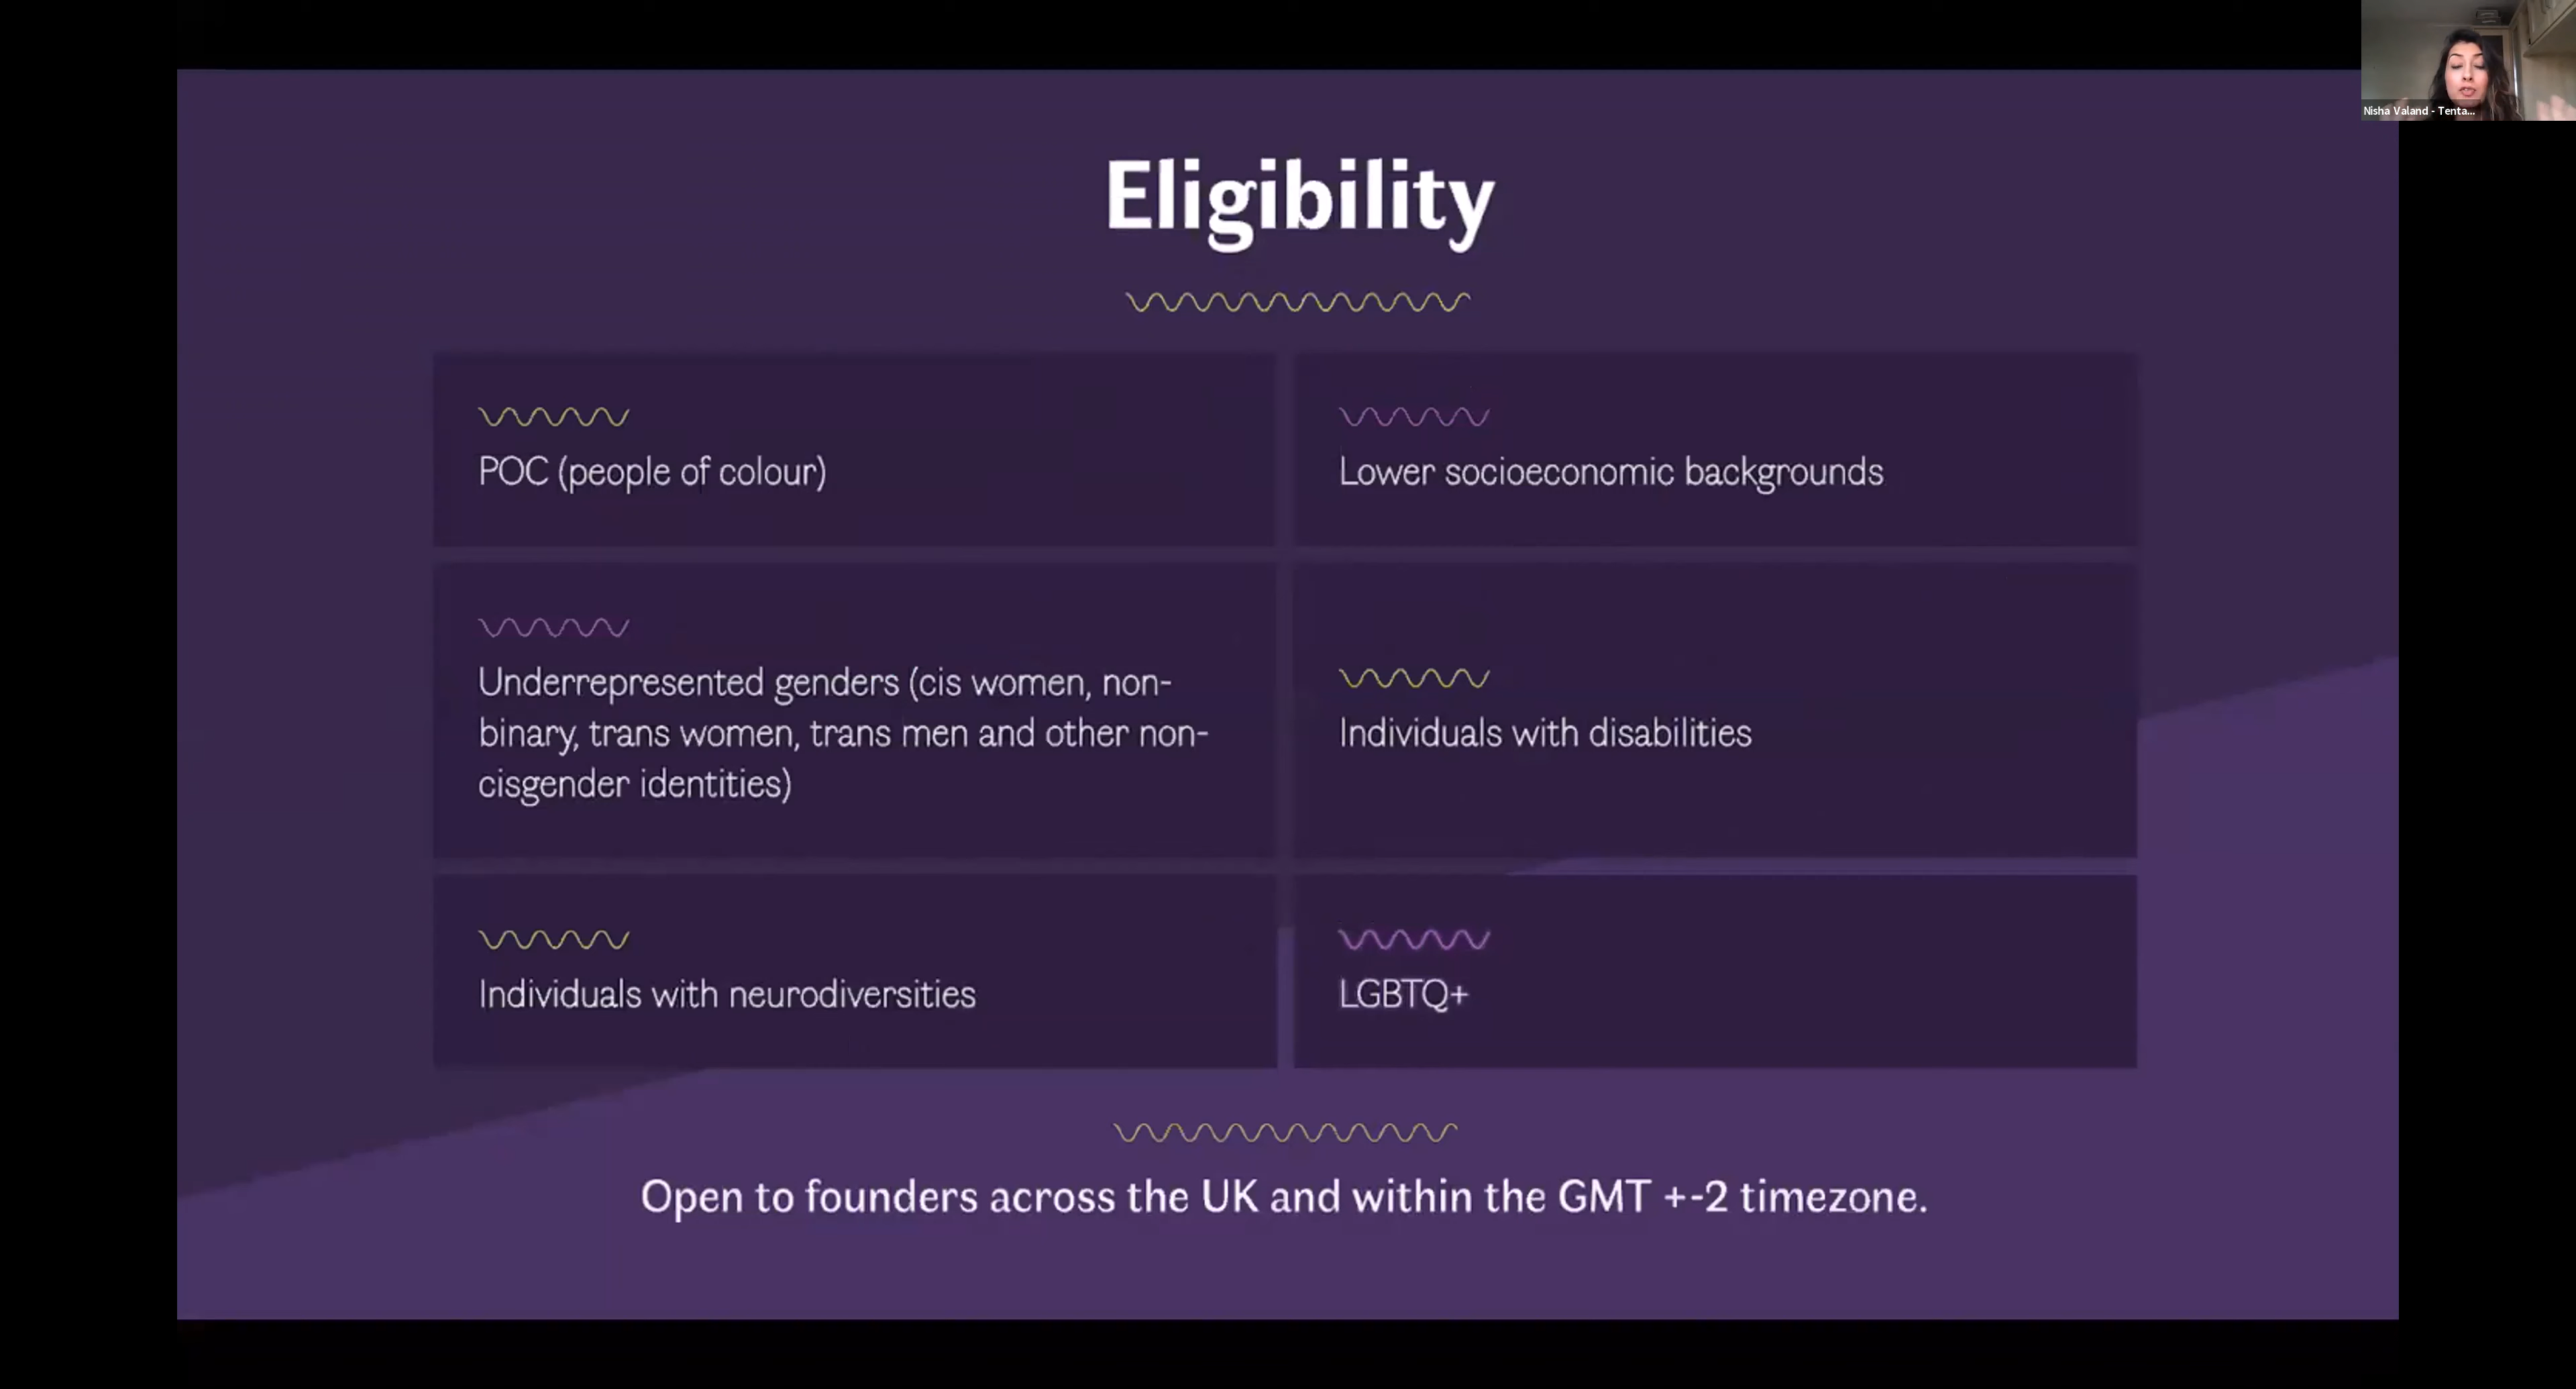 Nisha Valand - Tenta...
Eligibility
POC (people of colour)
Lower socioeconomic backgrounds
Underrepresented genders (cis women, non-
binary, trans women, trans men and other non-
cisgender identities)
Individuals with disabilities
Individuals with neurodiversities
LGBTQ+
Open to founders across the UK and within the GMT +-2 timezone.